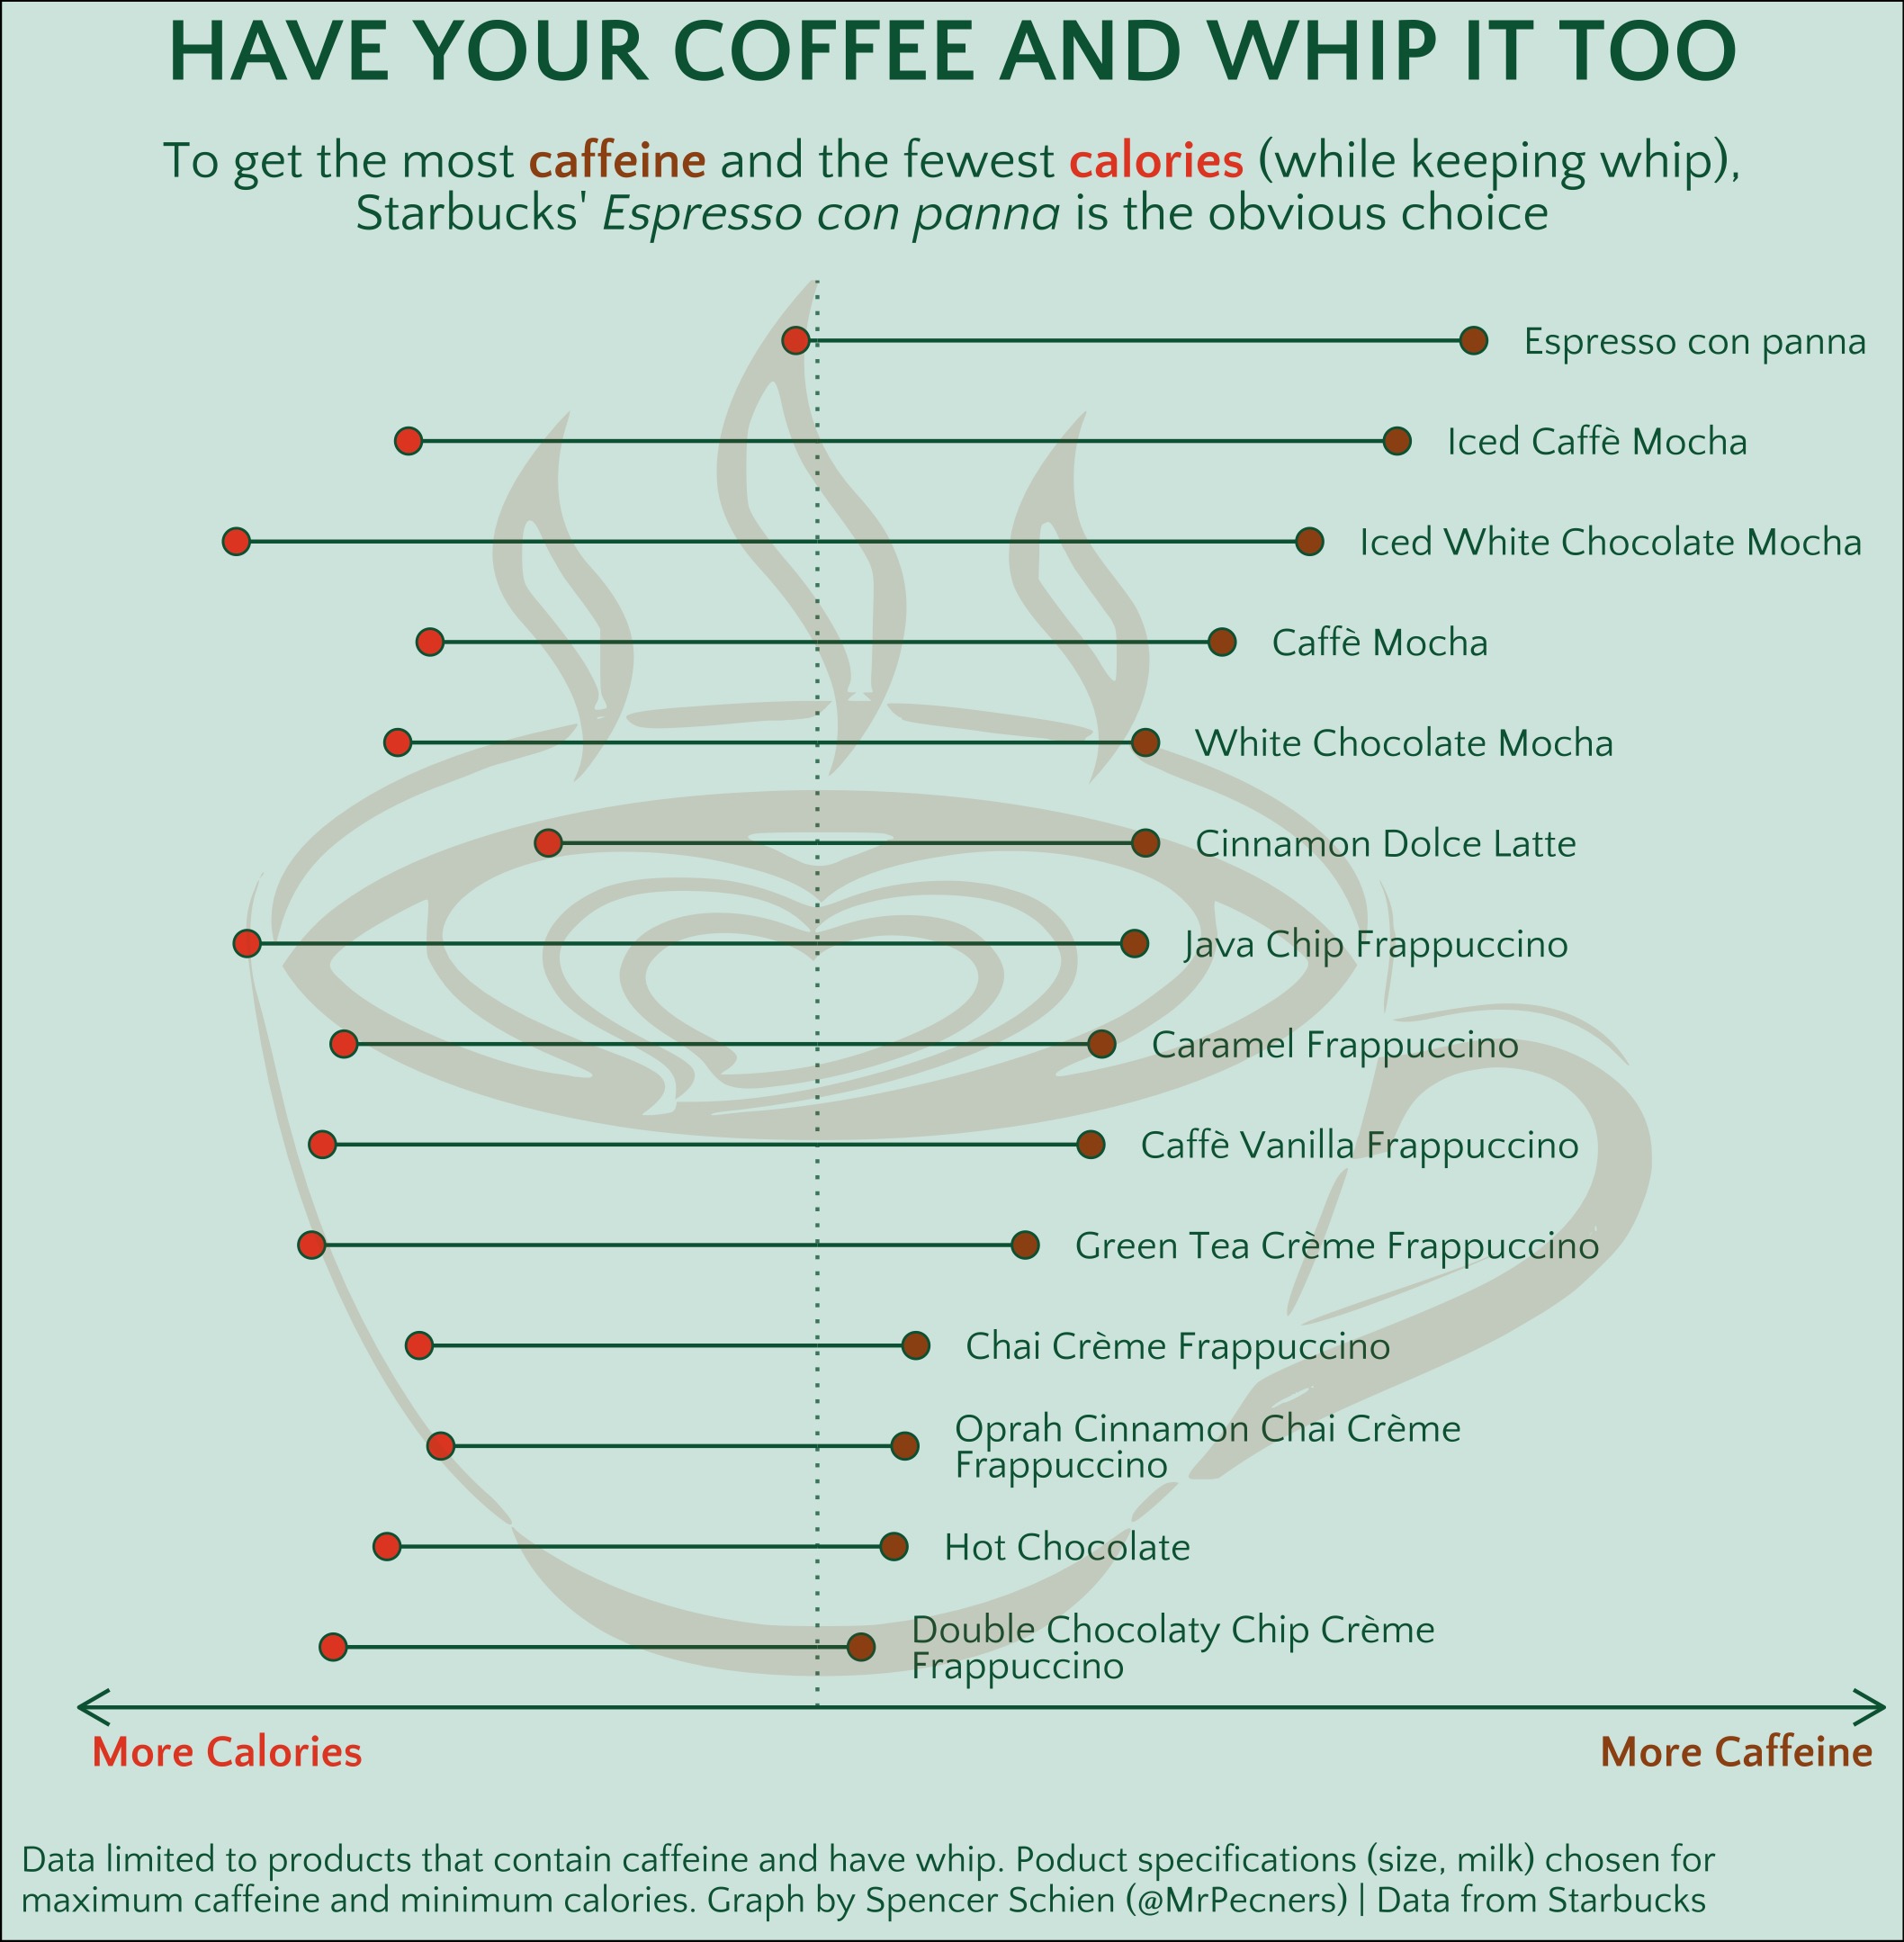 HAVE YOUR COFFEE AND WHIP IT TOO
To get the most caffeine and the fewest calories (while keeping whip),
Starbucks' Espresso con panna is the obvious choice
Espresso con panna
Iced Caffè Mocha
Iced White Chocolate Mocha
Caffè Mocha
White Chocolate Mocha
Cinnamon Dolce Latte
Java Chip Frappuccino
Caramel Frappuccino
Caffè Vanilla Frappuccino
Green Tea Crème Frappuccino
Chai Crème Frappuccino
Oprah Cinnamon Chai Crème
Frappuccino
Hot Chocolate
Double Chocolaty Chip Crème
Frappuccino
More Calories
More Caffeine
Data limited to products that contain caffeine and have whip. Poduct specifications (size, milk) chosen for
maximum caffeine and minimum calories. Graph by Spencer Schien (@MrPecners) | Data from Starbucks